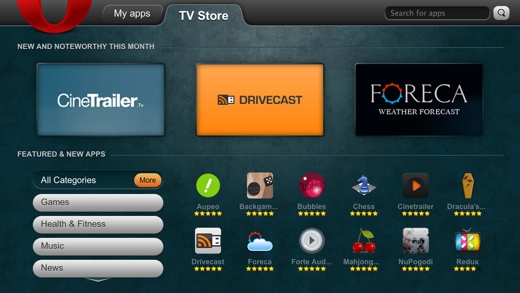 My apps
TV Store
Search for apps
NEW AND NOTEWORTHY THIS MONTH
CineTrailer.Tv
DRIVECAST
FORECA
WEATHER FORECAST
FEATURED & NEW APPS
All Categories
More
Games
Health & Fitness
Music
News
Aupeo
Backgam...
Bubbles
Chess
Cinetrailer
Dracula's...
Drivecast
Foreca
Forte Aud...
Mahjong...
NuPogodi
Redux